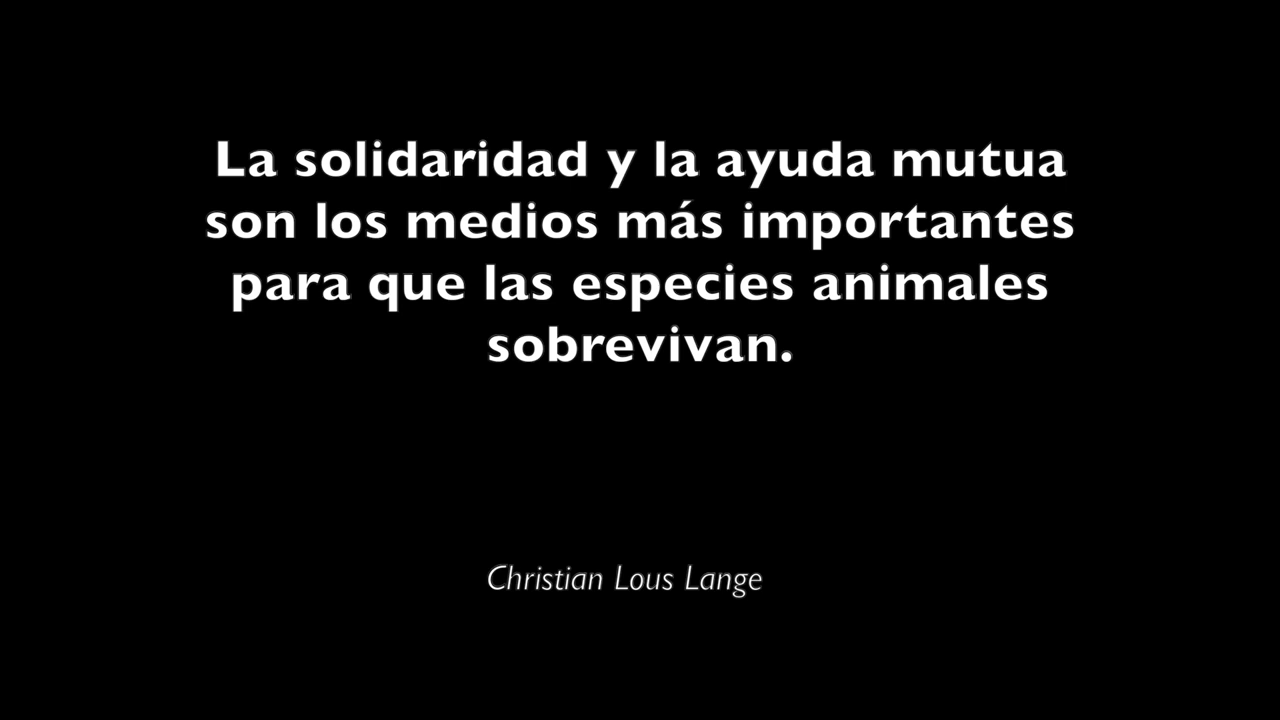 La solidaridad y la ayuda mutua
son los medios más importantes
para que las especies animales
sobrevivan.
Christian Lous Lange